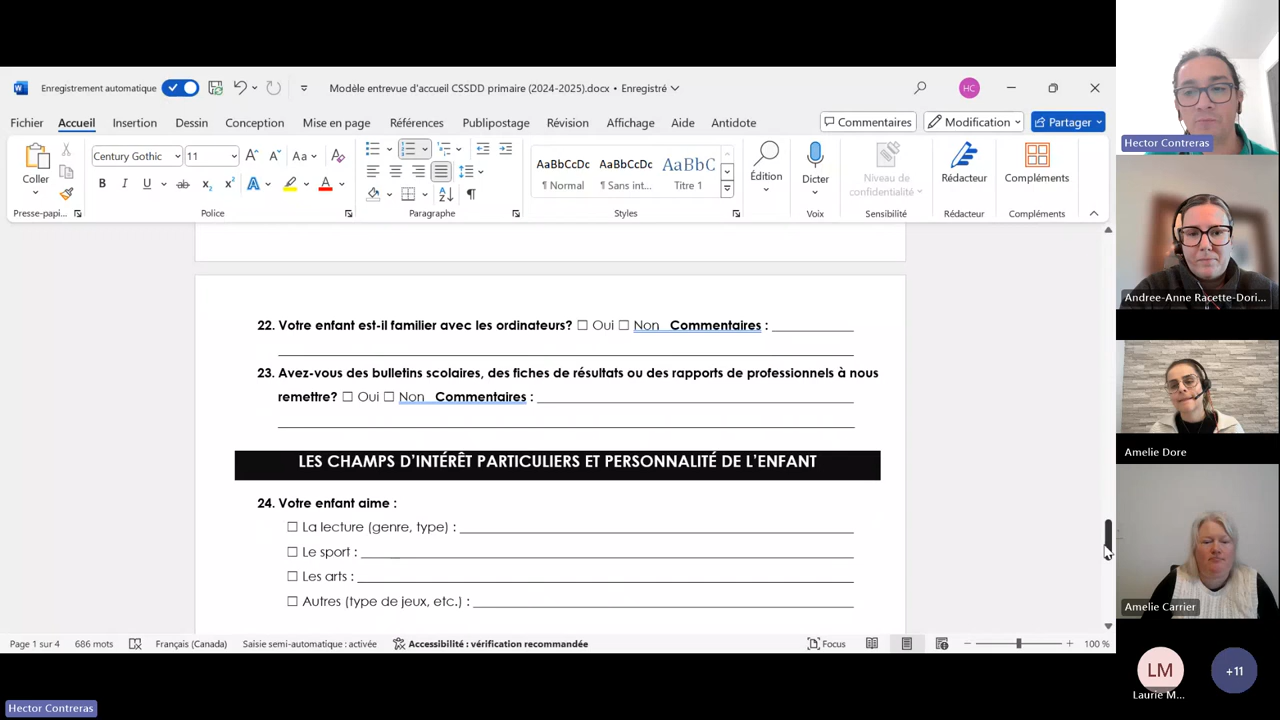 Enregistrement automatique
Modèle entrevue d'accueil CSSDD primaire (2024-2025).docx • Enregistré
HC
Fichier Accueil Insertion Dessin Conception Mise en page Références Publipostage Révision Affichage Aide Antidote
Commentaires Modification Partager
Coller
Century Gothic 11
AaBbCcDc AaBbCcDc AaBbC
¶ Normal ¶ Sans int... Titre 1
Édition
Dicter
Niveau de confidentialité
Rédacteur
Compléments
Presse-papi... Police Paragraphe Styles Voix Sensibilité Rédacteur Compléments
22. Votre enfant est-il familier avec les ordinateurs? ☐ Oui ☐ Non Commentaires :
23. Avez-vous des bulletins scolaires, des fiches de résultats ou des rapports de professionnels à nous
remettre? ☐ Oui ☐ Non Commentaires :
LES CHAMPS D'INTÉRÊT PARTICULIERS ET PERSONNALITÉ DE L'ENFANT
24. Votre enfant aime :
☐ La lecture (genre, type) :
☐ Le sport :
☐ Les arts :
☐ Autres (type de jeux, etc.) :
Page 1 sur 4 686 mots Français (Canada) Saisie semi-automatique : activée Accessibilité : vérification recommandée Focus 100 %
Hector Contreras
Hector Contreras
Andree-Anne Racette-Dori...
Amelie Dore
Amelie Carrier
LM
Laurie M...
+11